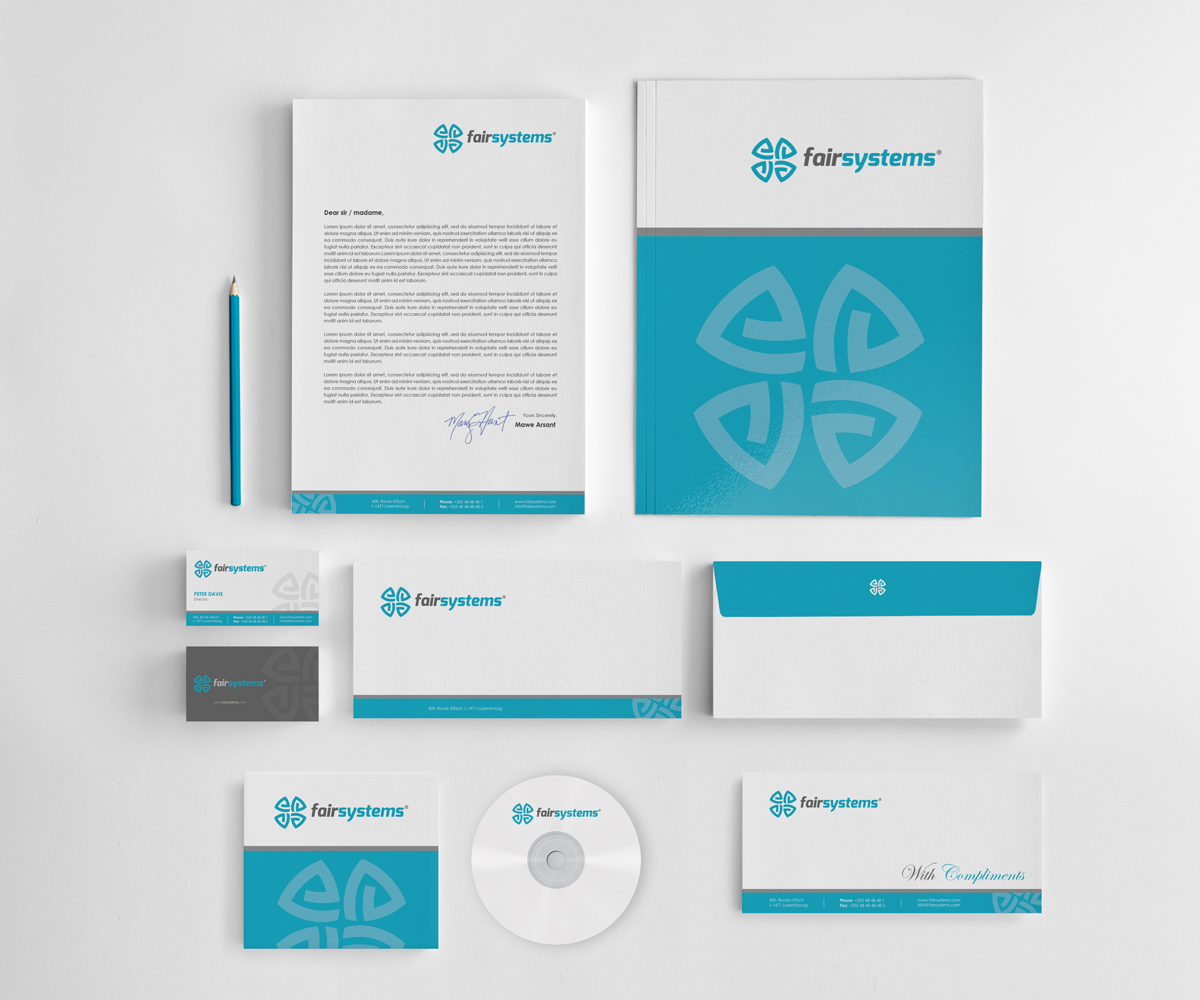 fairsystems®
fairsystems®
Dear sir / madame,
Lorem ipsum dolor sit amet, consectetur adipisicing elit, sed do eiusmod tempor incididunt ut labore et
dolore magna aliqua. Ut enim ad minim veniam, quis nostrud exercitation ullamco laboris nisi ut aliquip ex
ea commodo consequat. Duis aute irure dolor in reprehenderit in voluptate velit esse cillum dolore eu
fugiat nulla pariatur. Excepteur sint occaecat cupidatat non proident, sunt in culpa qui officia deserunt
mollit anim id est laborum.Lorem ipsum dolor sit amet, consectetur adipisicing elit, sed do eiusmod tempor
incididunt ut labore et dolore magna aliqua. Ut enim ad minim veniam, quis nostrud exercitation ullamco
laboris nisi ut aliquip ex ea commodo consequat. Duis aute irure dolor in reprehenderit in voluptate velit
esse cillum dolore eu fugiat nulla pariatur. Excepteur sint occaecat cupidatat non proident, sunt in culpa
qui officia deserunt mollit anim id est laborum.
Lorem ipsum dolor sit amet, consectetur adipisicing elit, sed do eiusmod tempor incididunt ut labore et
dolore magna aliqua. Ut enim ad minim veniam, quis nostrud exercitation ullamco laboris nisi ut aliquip ex
ea commodo consequat. Duis aute irure dolor in reprehenderit in voluptate velit esse cillum dolore eu
fugiat nulla pariatur. Excepteur sint occaecat cupidatat non proident, sunt in culpa qui officia deserunt
mollit anim id est laborum.
Lorem ipsum dolor sit amet, consectetur adipisicing elit, sed do eiusmod tempor incididunt ut labore et
dolore magna aliqua. Ut enim ad minim veniam, quis nostrud exercitation ullamco laboris nisi ut aliquip ex
ea commodo consequat. Duis aute irure dolor in reprehenderit in voluptate velit esse cillum dolore eu
fugiat nulla pariatur. Excepteur sint occaecat cupidatat non proident, sunt in culpa qui officia deserunt
mollit anim id est laborum.
Lorem ipsum dolor sit amet, consectetur adipisicing elit, sed do eiusmod tempor incididunt ut labore et
dolore magna aliqua. Ut enim ad minim veniam, quis nostrud exercitation ullamco laboris nisi ut aliquip ex
ea commodo consequat. Duis aute irure dolor in reprehenderit in voluptate velit esse cillum dolore eu
fugiat nulla pariatur. Excepteur sint occaecat cupidatat non proident, sunt in culpa qui officia deserunt
mollit anim id est laborum.
Yours Sincerely,
Mawe Arsant
400, Route d'Esch
L-1471 Luxembourg
Phone: +352 48 48 48 1
Fax: +352 48 48 48 2
www.fairsystems.com
info@fairsystems.com
fairsystems®
PETER DAVIS
Director
400, Route d'Esch
L-1471 Luxembourg
Phone: +352 48 48 48 1
Fax: +352 48 48 48 2
www.fairsystems.com
info@fairsystems.com
fairsystems®
www.fairsystems.com
fairsystems®
400, Route d'Esch, L-1471 Luxembourg
fairsystems®
fairsystems®
fairsystems®
With Compliments
400, Route d'Esch
L-1471 Luxembourg
Phone: +352 48 48 48 1
Fax: +352 48 48 48 2
www.fairsystems.com
info@fairsystems.com